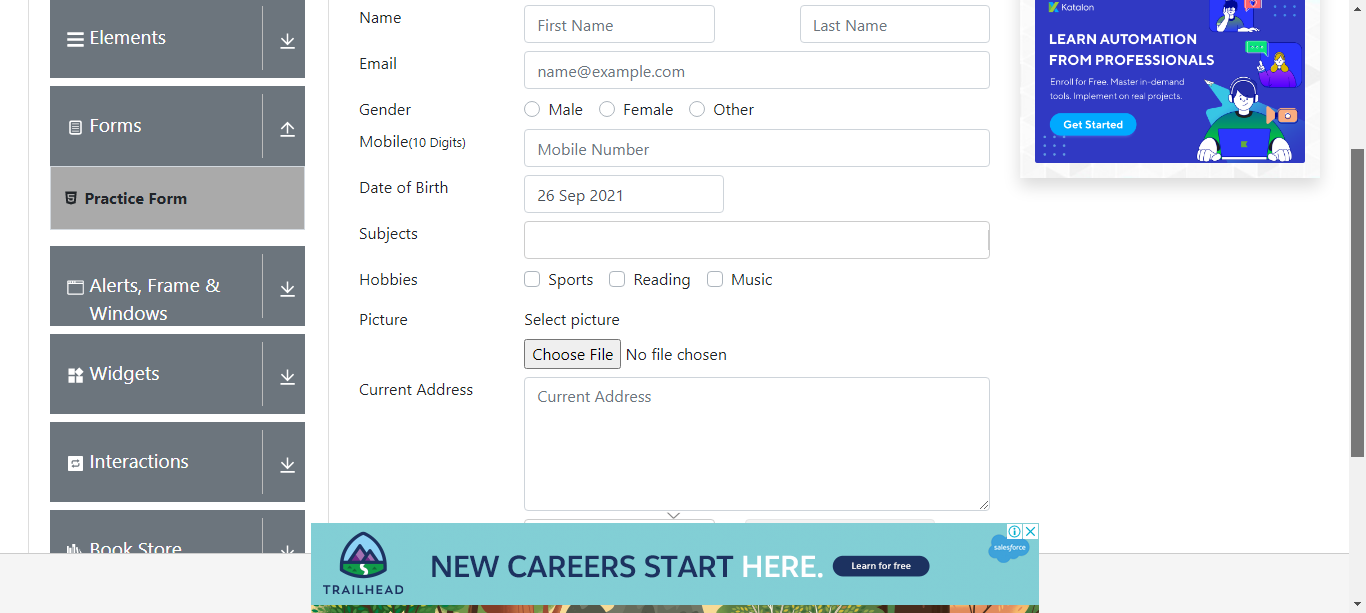 Elements
Forms
Practice Form
Alerts, Frame &
Windows
Widgets
Interactions
Book Store
Name
First Name
Last Name
Email
name@example.com
Gender
Male
Female
Other
Mobile(10 Digits)
Mobile Number
Date of Birth
26 Sep 2021
Subjects
Hobbies
Sports
Reading
Music
Picture
Select picture
Choose File No file chosen
Current Address
Current Address
Katalon
LEARN AUTOMATION
FROM PROFESSIONALS
Enroll for Free. Master in-demand
tools. Implement on real projects.
Get Started
TRAILHEAD
NEW CAREERS START HERE.
Learn for free
salesforce